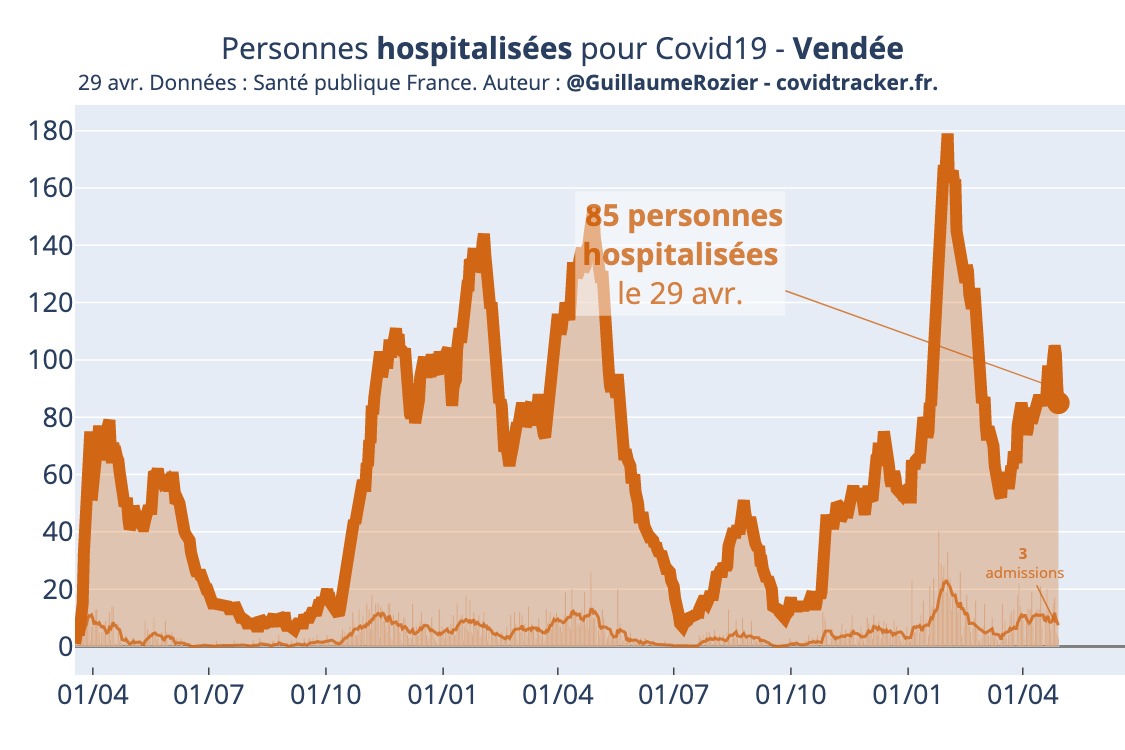 Personnes hospitalisées pour Covid19 - Vendée
29 avr. Données : Santé publique France. Auteur : @GuillaumeRozier - covidtracker.fr.
180
160
140
120
100
80
60
40
20
0
85 personnes
hospitalisées
le 29 avr.
3
admissions
01/04 01/07 01/10 01/01 01/04 01/07 01/10 01/01 01/04